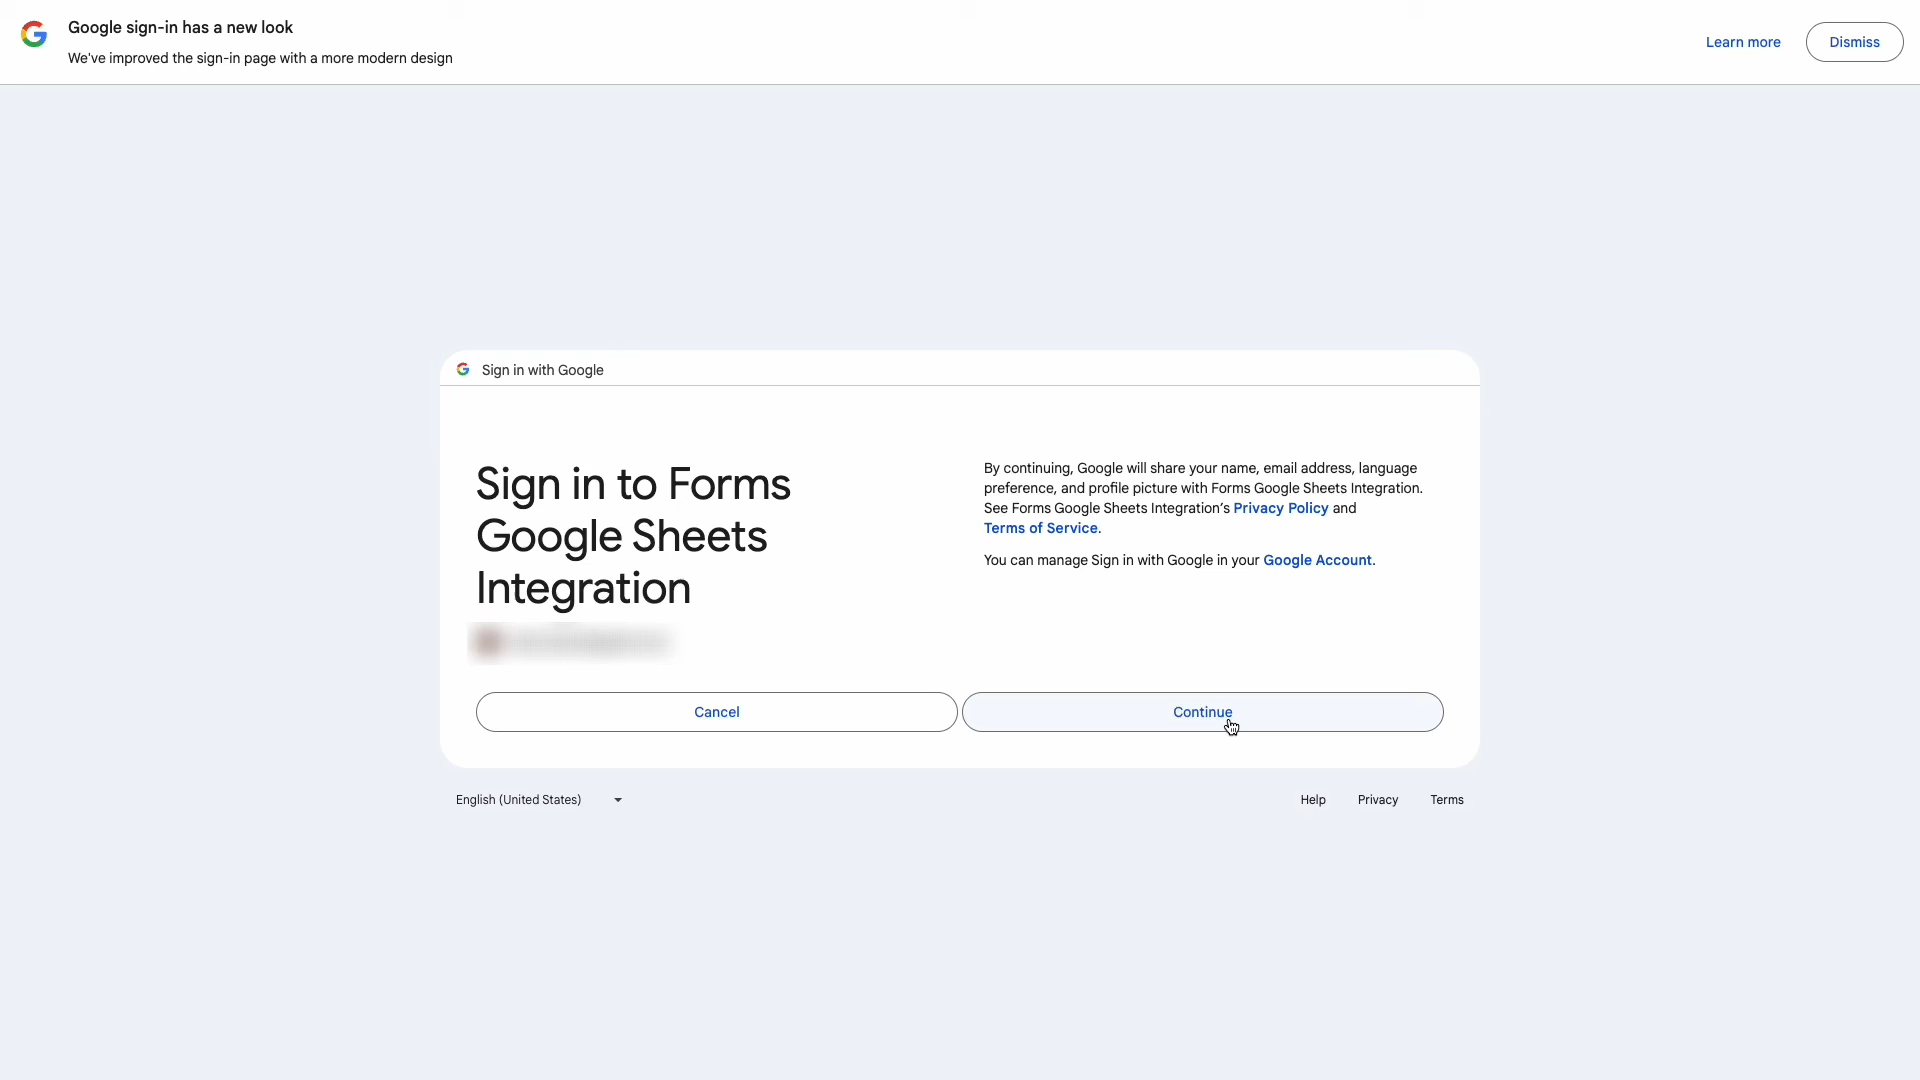 Google sign-in has a new look
We've improved the sign-in page with a more modern design
Learn more
Dismiss
Sign in with Google
Sign in to Forms
Google Sheets
Integration
By continuing, Google will share your name, email address, language
preference, and profile picture with Forms Google Sheets Integration.
See Forms Google Sheets Integration's Privacy Policy and
Terms of Service.
You can manage Sign in with Google in your Google Account.
Cancel
Continue
English (United States)
Help
Privacy
Terms